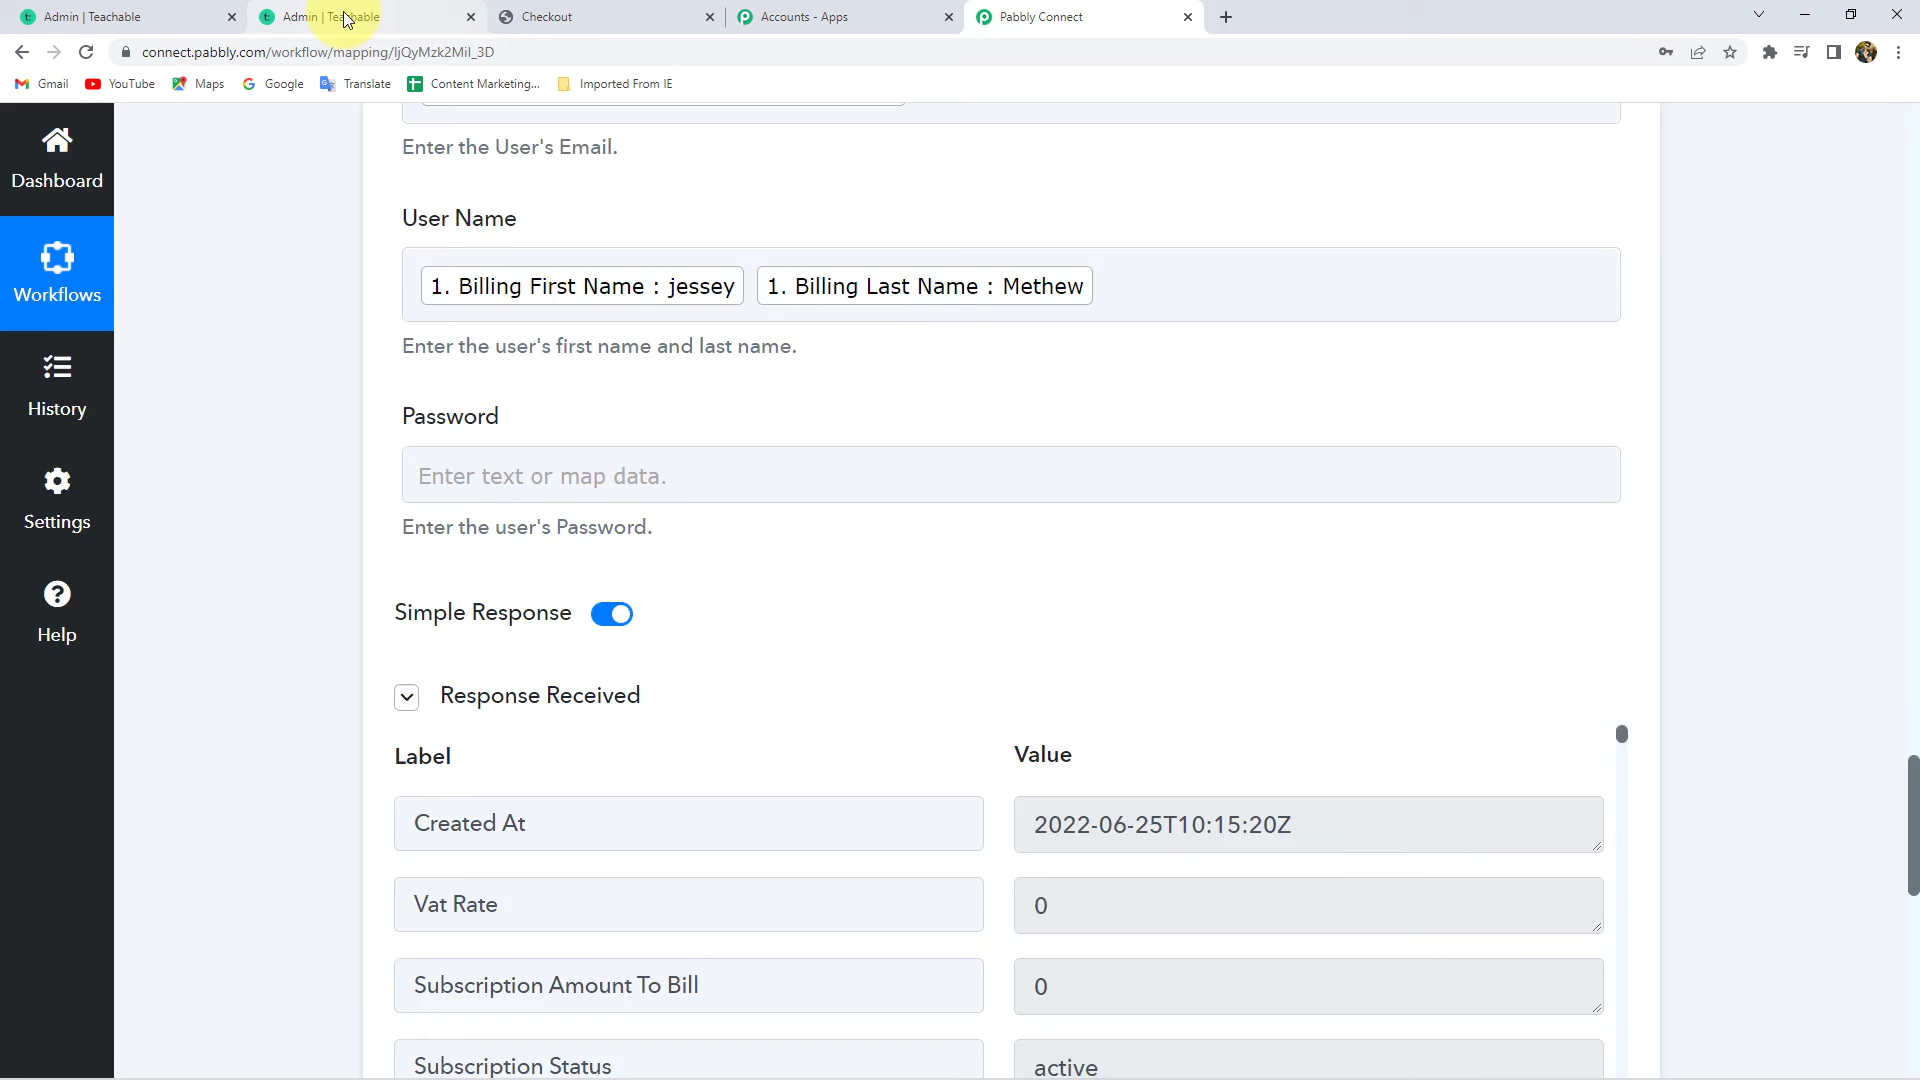 Admin | Teachable
Admin | Teachable
Checkout
Accounts - Apps
Pabbly Connect
connect.pabbly.com/workflow/mapping/IjQyMzk2MiI_3D
Gmail
YouTube
Maps
Google
Translate
Content Marketing...
Imported From IE
Dashboard
Workflows
History
Settings
Help
Enter the User's Email.
User Name
1. Billing First Name : jessey
1. Billing Last Name : Methew
Enter the user's first name and last name.
Password
Enter text or map data.
Enter the user's Password.
Simple Response
Response Received
Label
Value
Created At
2022-06-25T10:15:20Z
Vat Rate
0
Subscription Amount To Bill
0
Subscription Status
active